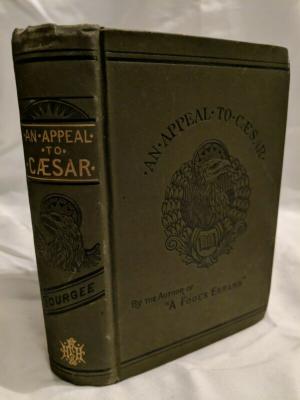 AN · APPEAL ·
· TO ·
CÆSAR ·
TOURGEE
· AN · APPEAL · TO · CÆSAR ·
BY THE AUTHOR OF
"A FOOL'S ERRAND"